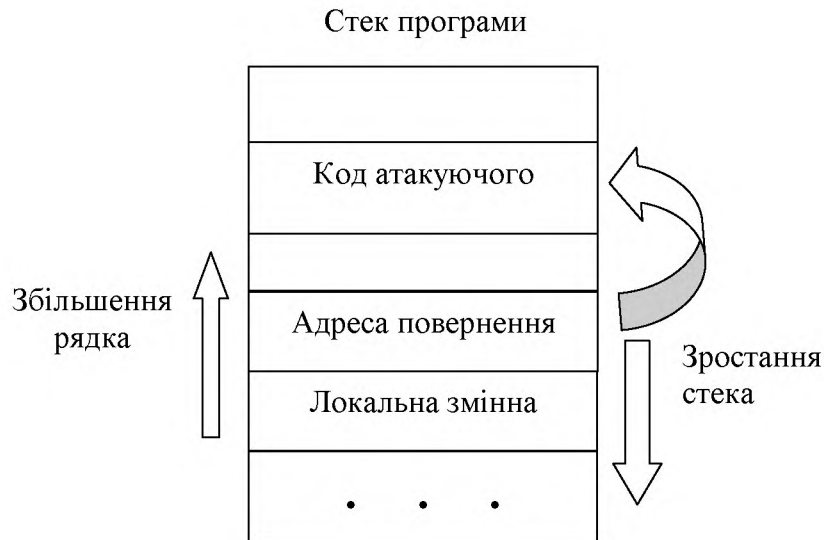 Стек програми
Код атакуючого
Збільшення
рядка
Адреса повернення
Зростання
стека
Локальна змінна
. . .